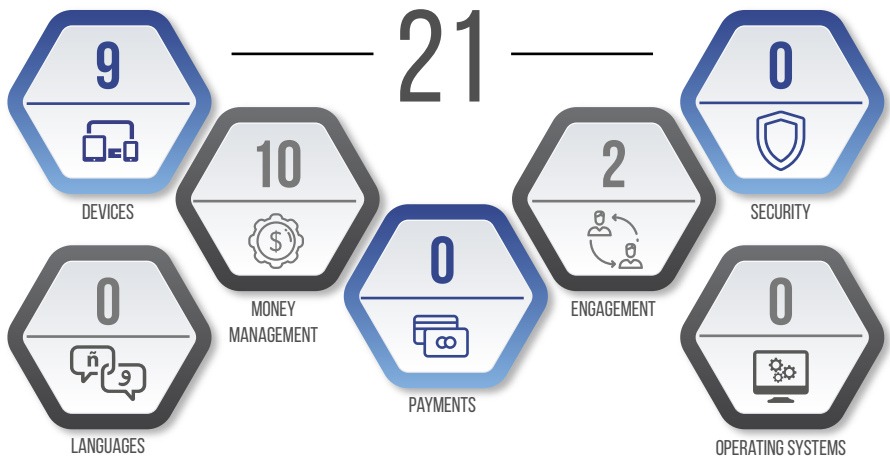 21
9
DEVICES
0
SECURITY
10
MONEY
MANAGEMENT
2
ENGAGEMENT
0
PAYMENTS
0
ñ
و
LANGUAGES
0
OPERATING SYSTEMS